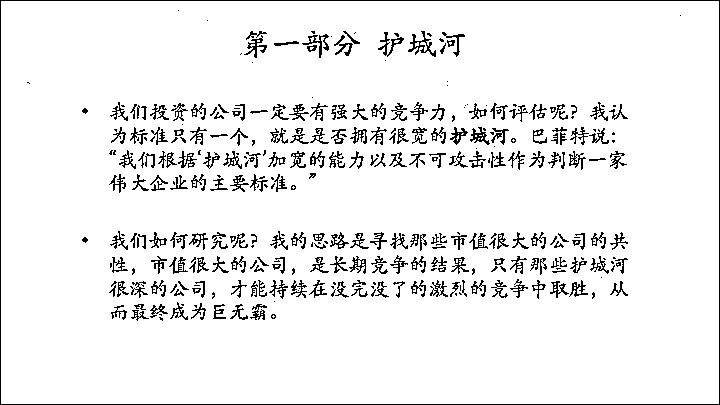 第一部分 护城河
• 我们投资的公司一定要有强大的竞争力，如何评估呢？我认
为标准只有一个，就是是否拥有很宽的护城河。巴菲特说：
“我们根据‘护城河’加宽的能力以及不可攻击性作为判断一家
伟大企业的主要标准。”
• 我们如何研究呢？我的思路是寻找那些市值很大的公司的共
性，市值很大的公司，是长期竞争的结果，只有那些护城河
很深的公司，才能持续在没完没了的激烈的竞争中取胜，从
而最终成为巨无霸。